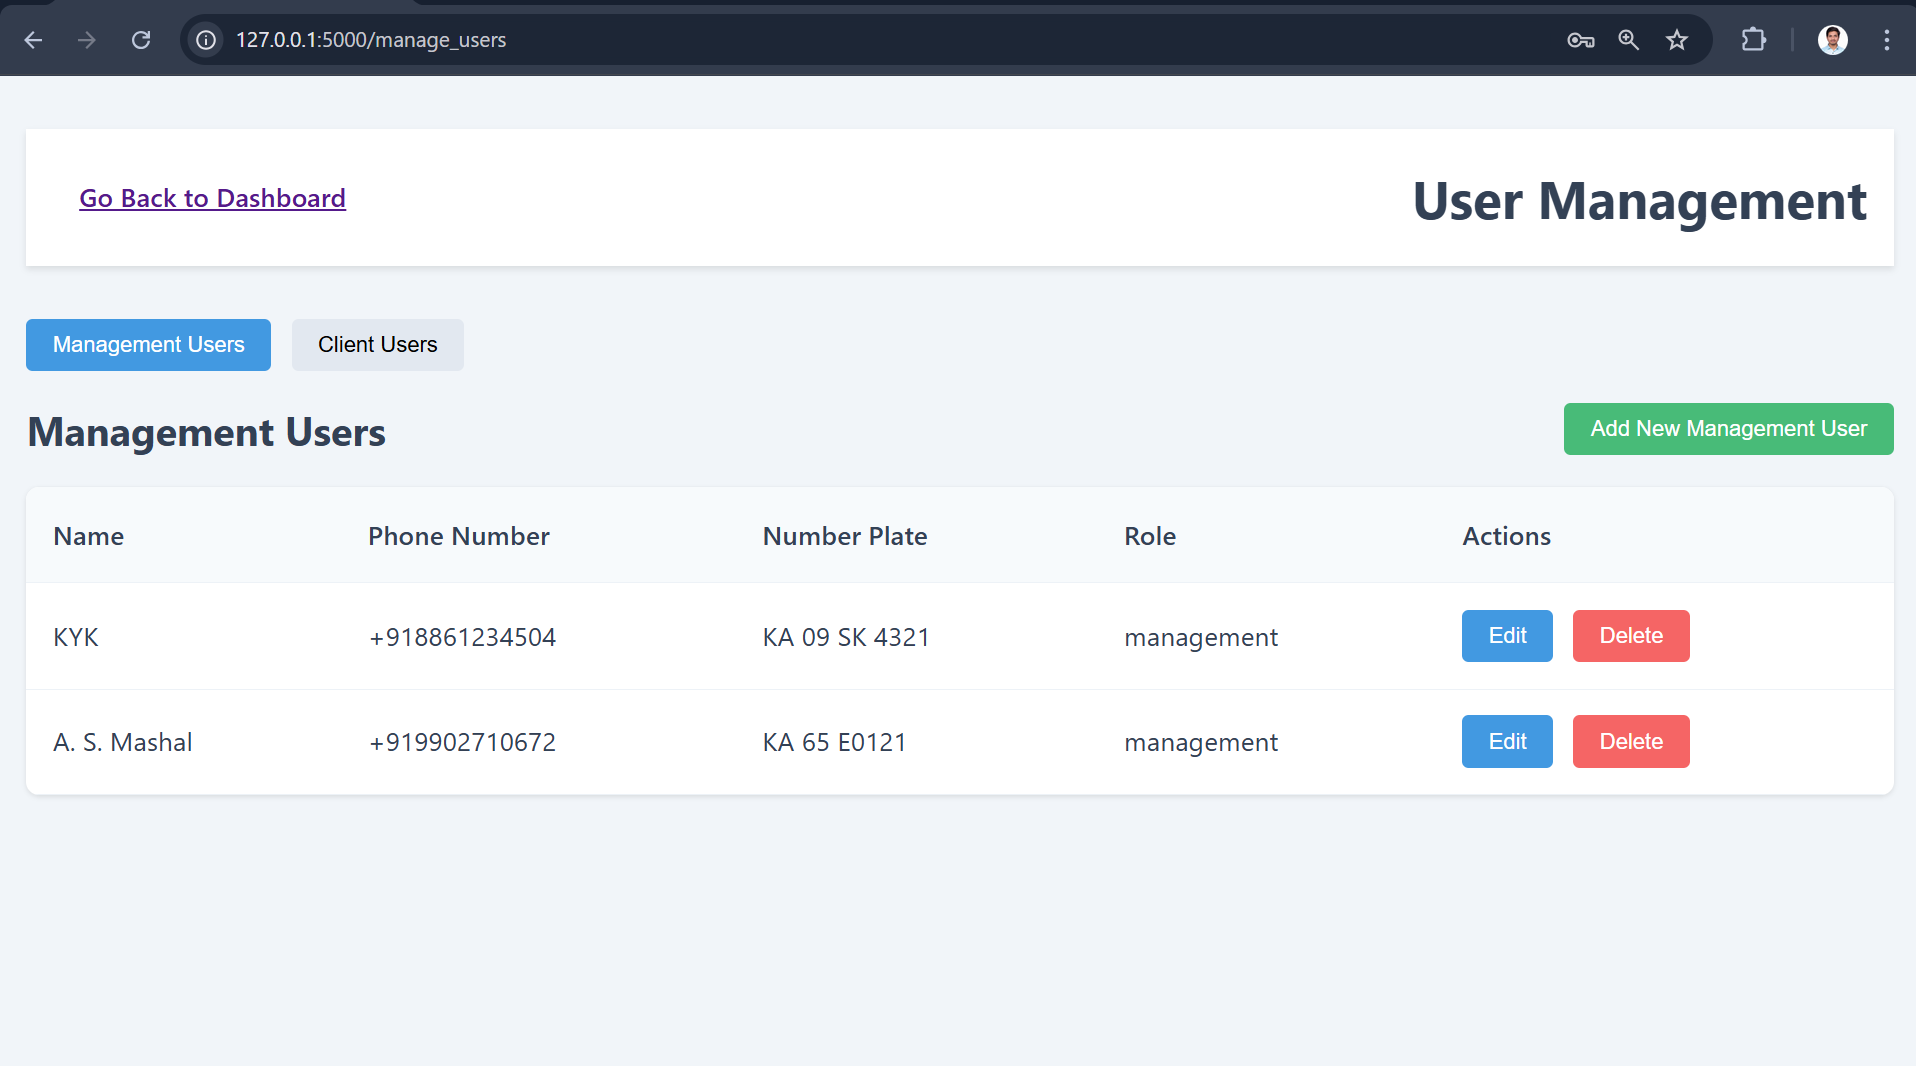 127.0.0.1:5000/manage_users
Go Back to Dashboard
User Management
Management Users
Client Users
Management Users
Add New Management User
Name Phone Number Number Plate Role Actions
KYK +918861234504 KA 09 SK 4321 management Edit Delete
A. S. Mashal +919902710672 KA 65 E0121 management Edit Delete